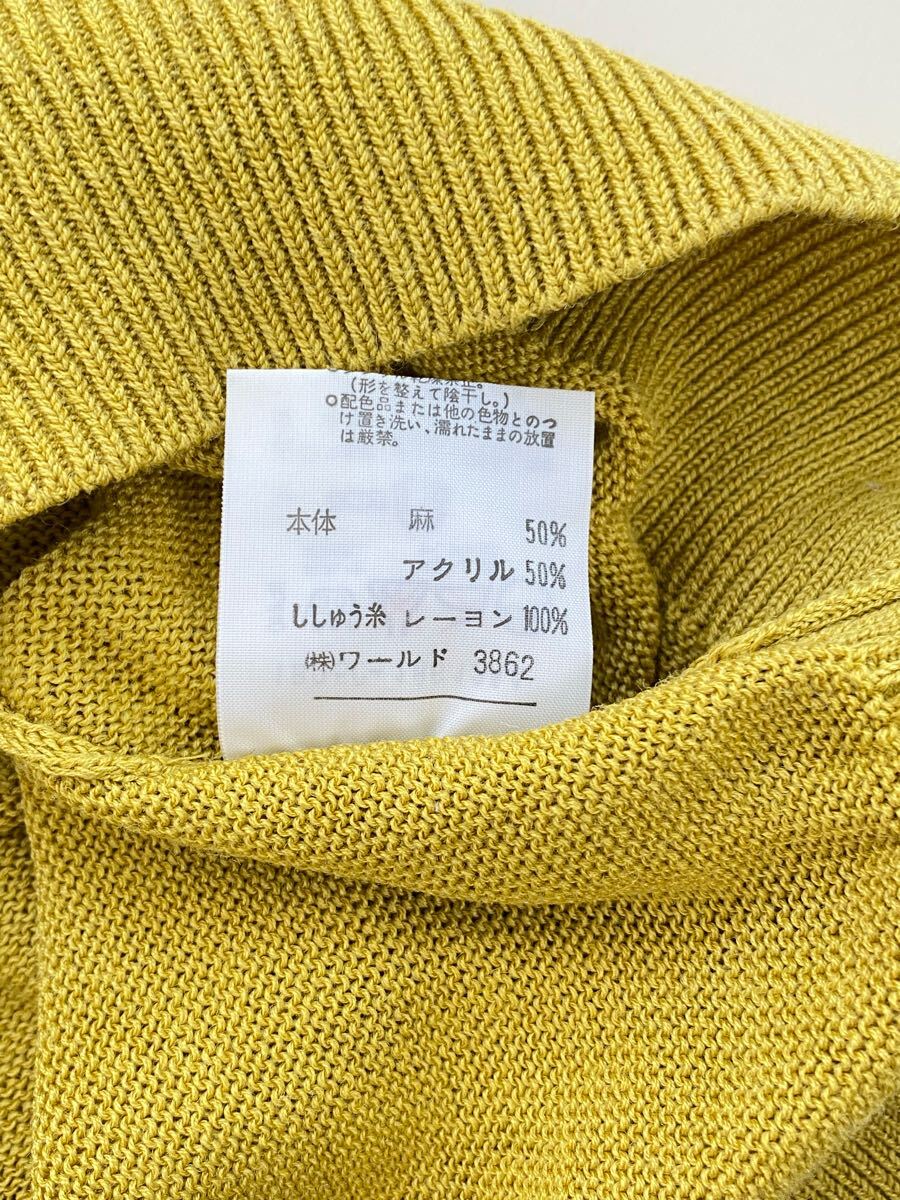 (形を整えて陰干し。)
○配色品または他の色物とのつ
け置き洗い、濡れたままの放置
は厳禁。
本体 麻 50%
アクリル 50%
ししゅう糸 レーヨン 100%
㈱ワールド 3862